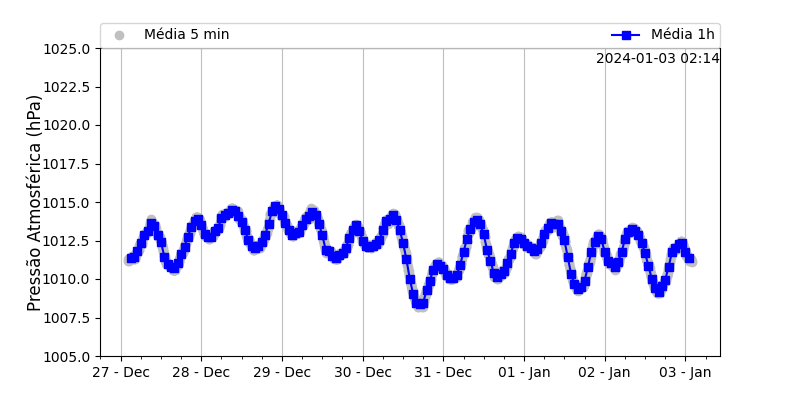 Média 5 min
Média 1h
2024-01-03 02:14
Pressão Atmosférica (hPa)
1025.0
1022.5
1020.0
1017.5
1015.0
1012.5
1010.0
1007.5
1005.0
27 - Dec
28 - Dec
29 - Dec
30 - Dec
31 - Dec
01 - Jan
02 - Jan
03 - Jan